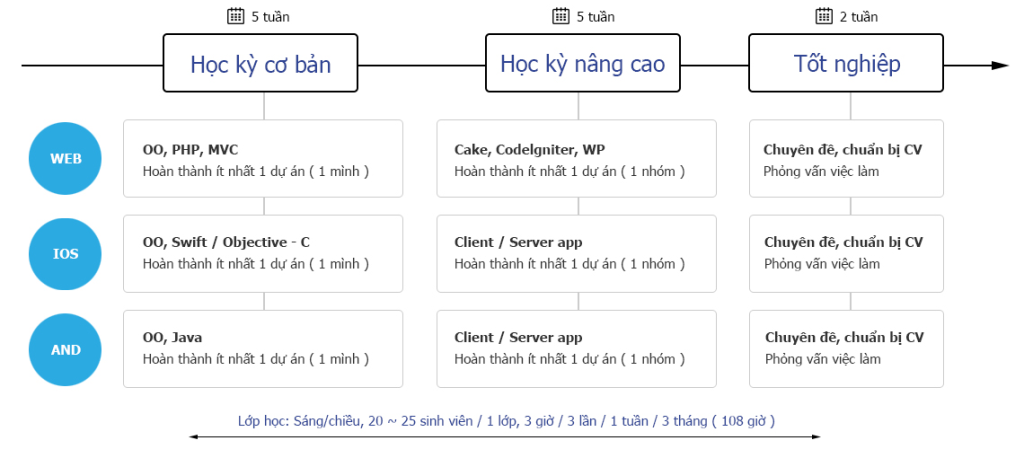 5 tuần
5 tuần
2 tuần
Học kỳ cơ bản
Học kỳ nâng cao
Tốt nghiệp
WEB
OO, PHP, MVC
Hoàn thành ít nhất 1 dự án ( 1 mình )
Cake, CodeIgniter, WP
Hoàn thành ít nhất 1 dự án ( 1 nhóm )
Chuyên đê, chuẩn bị CV
Phỏng vấn việc làm
IOS
OO, Swift / Objective - C
Hoàn thành ít nhất 1 dự án ( 1 mình )
Client / Server app
Hoàn thành ít nhất 1 dự án ( 1 nhóm )
Chuyên đê, chuẩn bị CV
Phỏng vấn việc làm
AND
OO, Java
Hoàn thành ít nhất 1 dự án ( 1 mình )
Client / Server app
Hoàn thành ít nhất 1 dự án ( 1 nhóm )
Chuyên đê, chuẩn bị CV
Phỏng vấn việc làm
Lớp học: Sáng/chiều, 20 ~ 25 sinh viên / 1 lớp, 3 giờ / 3 lần / 1 tuần / 3 tháng ( 108 giờ )